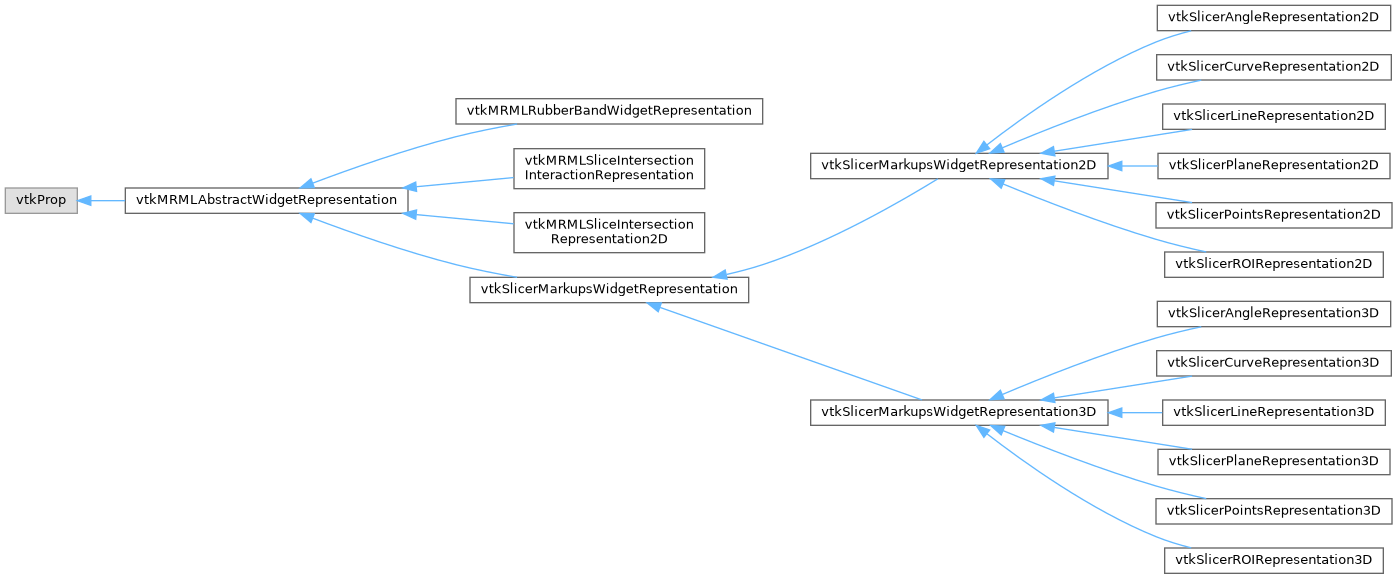 vtkProp
vtkMRMLAbstractWidgetRepresentation
vtkMRMLRubberBandWidgetRepresentation
vtkMRMLSliceIntersection
InteractionRepresentation
vtkMRMLSliceIntersection
Representation2D
vtkSlicerMarkupsWidgetRepresentation
vtkSlicerMarkupsWidgetRepresentation2D
vtkSlicerAngleRepresentation2D
vtkSlicerCurveRepresentation2D
vtkSlicerLineRepresentation2D
vtkSlicerPlaneRepresentation2D
vtkSlicerPointsRepresentation2D
vtkSlicerROIRepresentation2D
vtkSlicerMarkupsWidgetRepresentation3D
vtkSlicerAngleRepresentation3D
vtkSlicerCurveRepresentation3D
vtkSlicerLineRepresentation3D
vtkSlicerPlaneRepresentation3D
vtkSlicerPointsRepresentation3D
vtkSlicerROIRepresentation3D